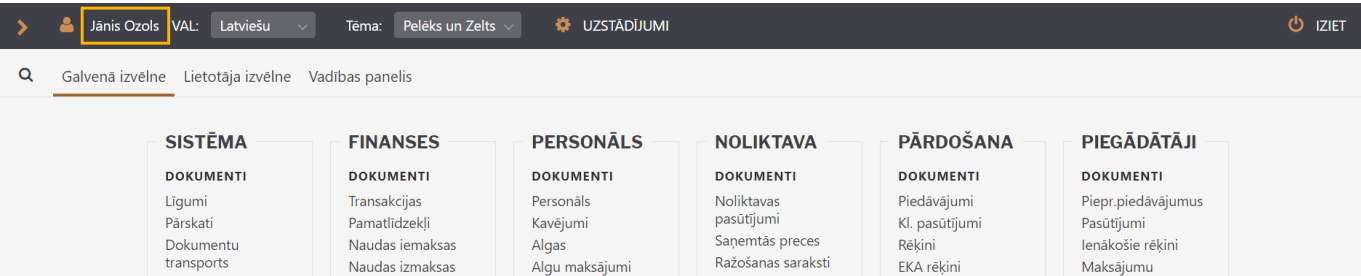 Jānis Ozols VAL: Latviešu Tēma: Pelēks un Zelts UZSTĀDĪJUMI IZIET
Galvenā izvēlne Lietotāja izvēlne Vadības panelis
SISTĒMA
DOKUMENTI
Līgumi
Pārskati
Dokumentu
transports
FINANSES
DOKUMENTI
Transakcijas
Pamatlīdzekļi
Naudas iemaksas
Naudas izmaksas
PERSONĀLS
DOKUMENTI
Personāls
Kavējumi
Algas
Algu maksājumi
NOLIKTAVA
DOKUMENTI
Noliktavas
pasūtījumi
Saņemtās preces
Ražošanas saraksti
PĀRDOŠANA
DOKUMENTI
Piedāvājumi
Kl. pasūtījumi
Rēķini
EKA rēķini
PIEGĀDĀTĀJI
DOKUMENTI
Piepr.piedāvājumus
Pasūtījumi
Ienākošie rēķini
Maksājumu